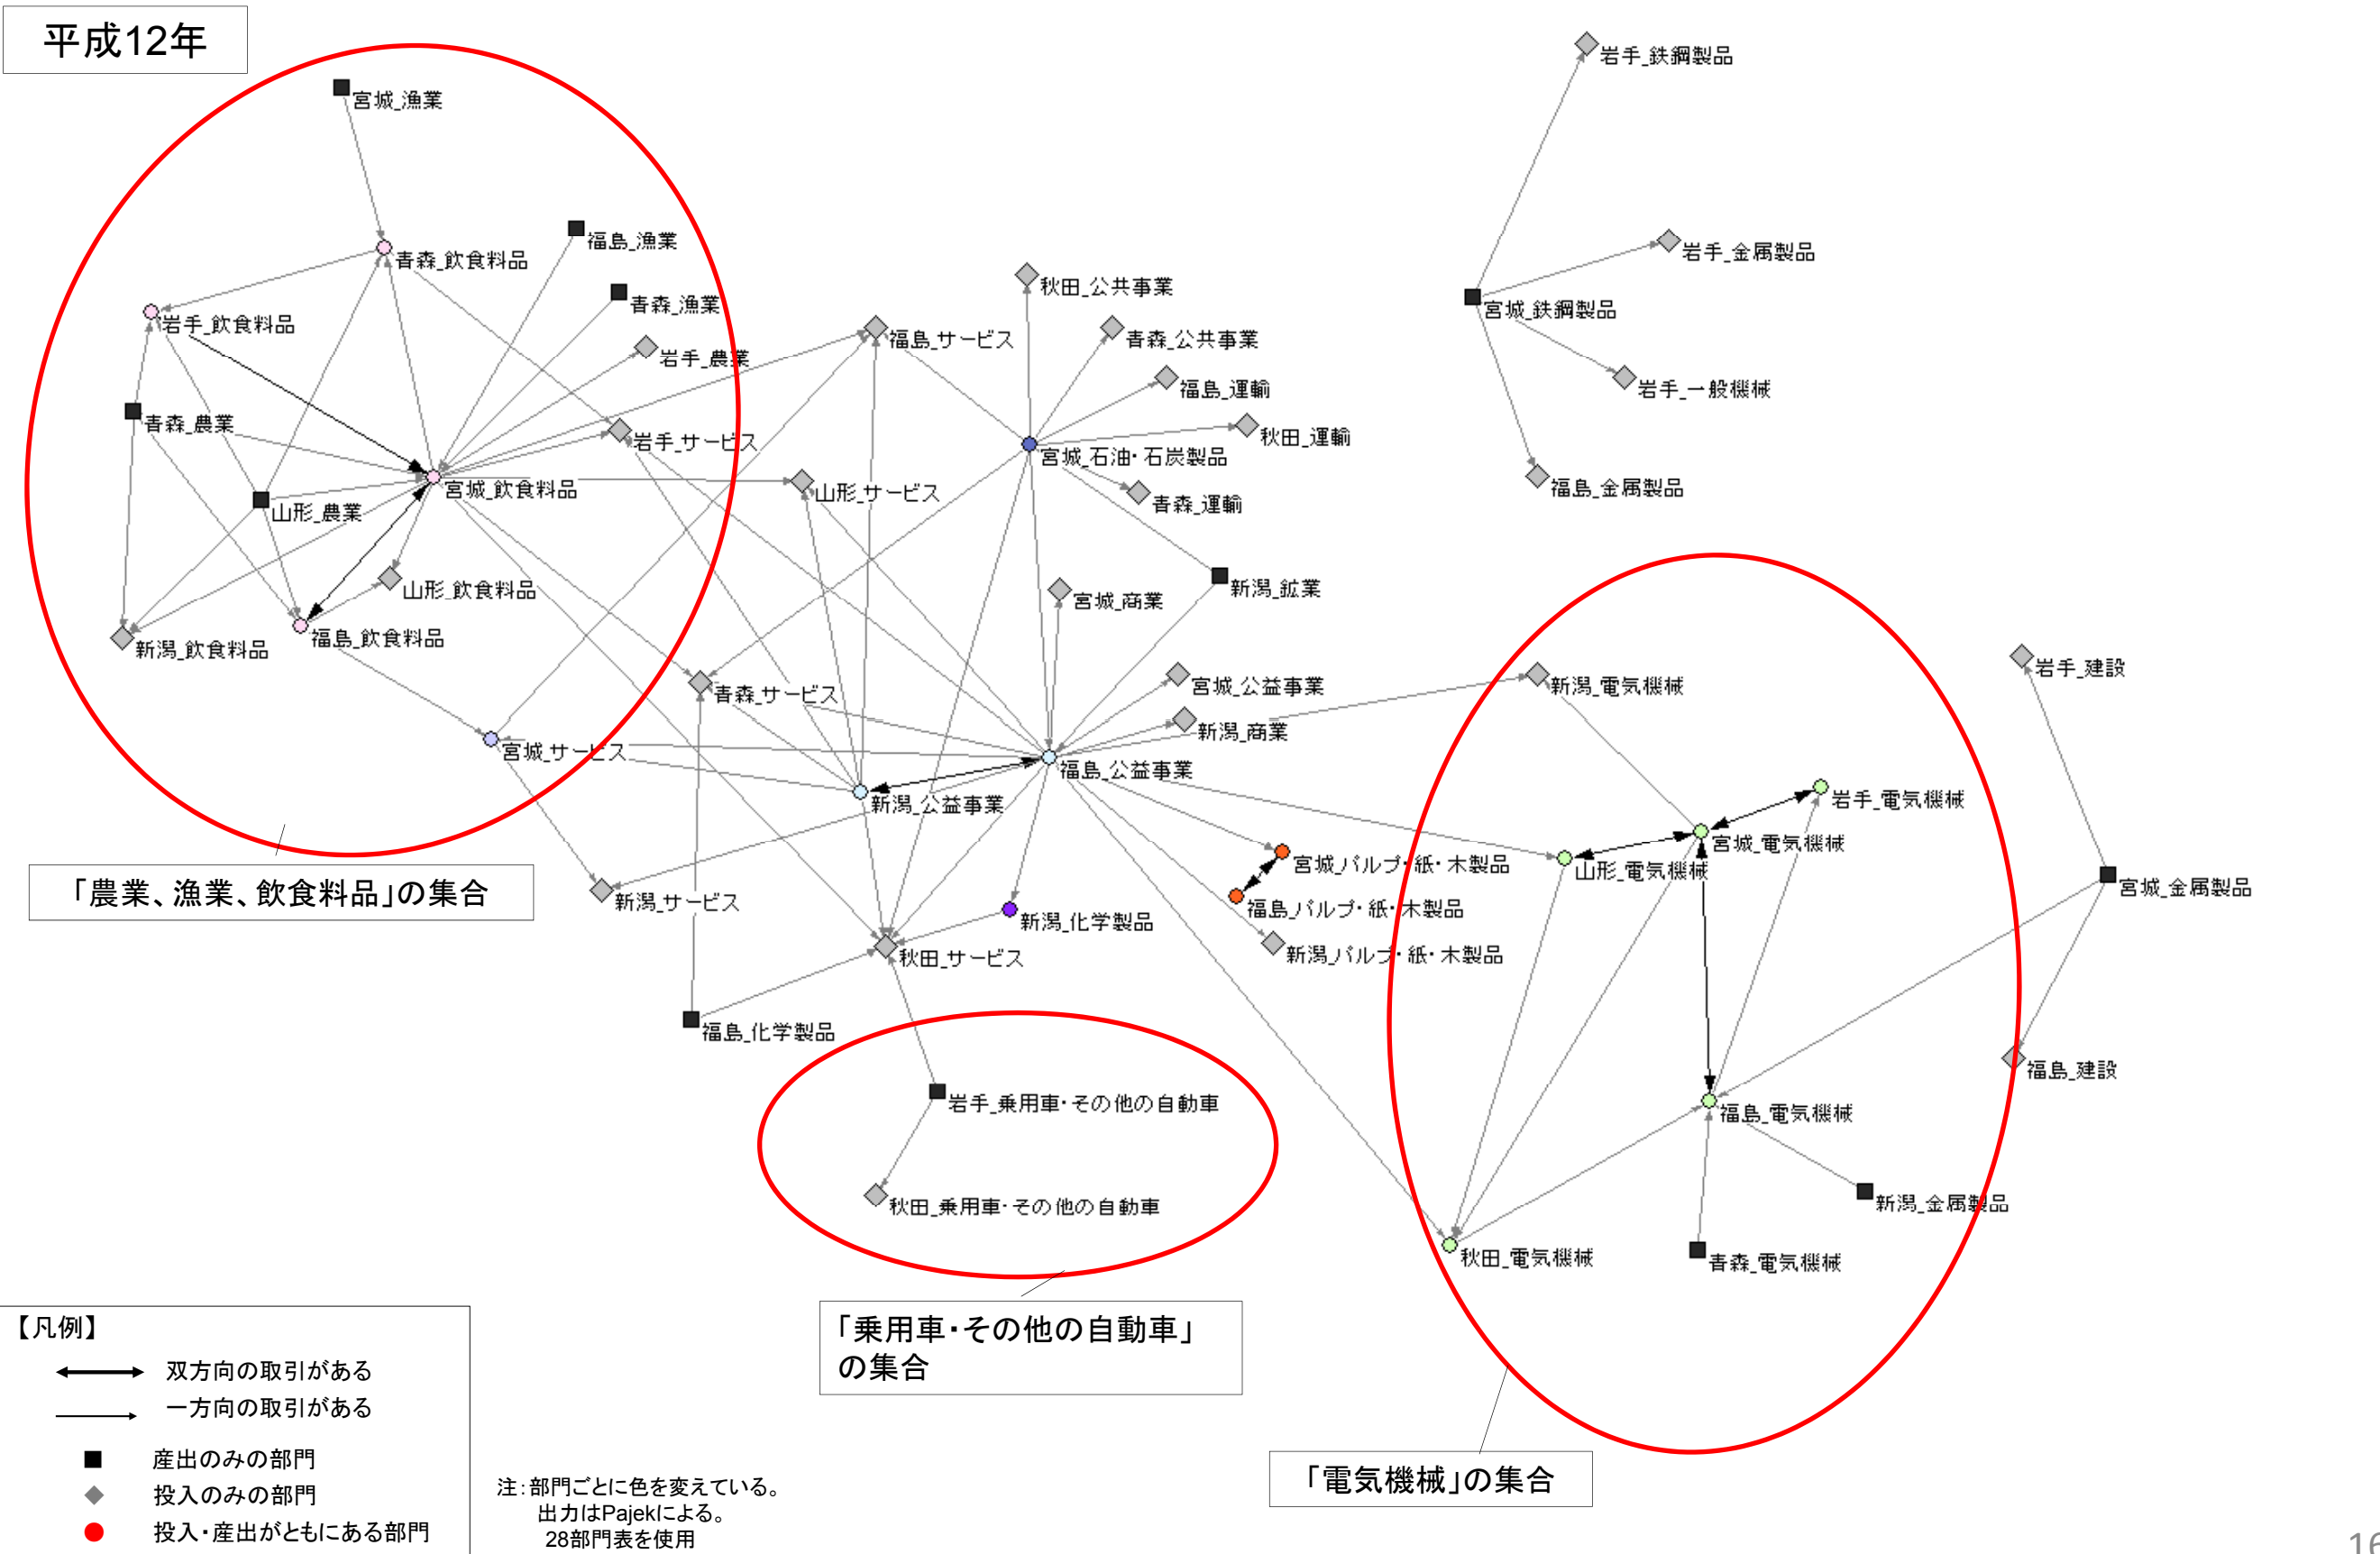 平成12年
岩手_鉄鋼製品
宮城_漁業
福島_漁業
岩手_金属製品
青森_飲食料品
秋田_公共事業
青森_漁業
宮城_鉄鋼製品
岩手_飲食料品
福島_サービス
青森_公共事業
岩手_農業
福島_運輸
岩手_一般機械
青森_農業
岩手_サービス
秋田_運輸
宮城_石油・石炭製品
宮城_飲食料品
山形_サービス
福島_金属製品
山形_農業
青森_運輸
山形_飲食料品
新潟_鉱業
宮城_商業
福島_飲食料品
新潟_飲食料品
岩手_建設
宮城_公益事業
新潟_電気機械
青森_サービス
新潟_商業
宮城_サービス
福島_公益事業
岩手_電気機械
新潟_公益事業
宮城_電気機械
宮城_パルプ・紙・木製品
山形_電気機械
宮城_金属製品
「農業、漁業、飲食料品」の集合
新潟_サービス
福島_パルプ・紙・木製品
新潟_化学製品
新潟_パルプ・紙・木製品
秋田_サービス
福島_化学製品
福島_建設
岩手_乗用車・その他の自動車
福島_電気機械
秋田_乗用車・その他の自動車
新潟_金属製品
秋田_電気機械
青森_電気機械
「乗用車・その他の自動車」
の集合
「電気機械」の集合
【凡例】
双方向の取引がある
一方向の取引がある
産出のみの部門
投入のみの部門
投入・産出がともにある部門
注：部門ごとに色を変えている。
出力はPajekによる。
28部門表を使用
16